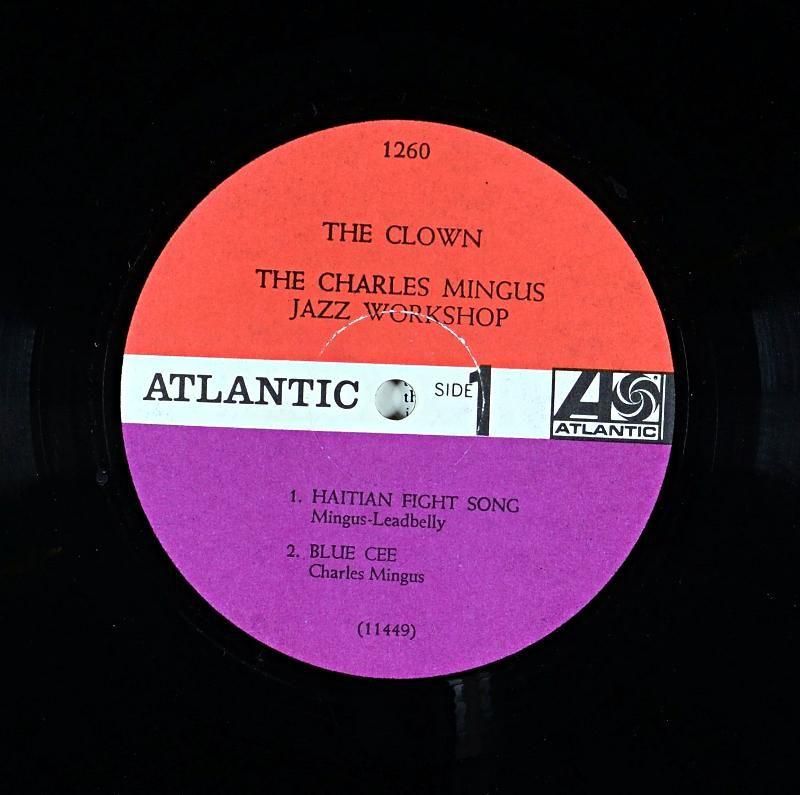 1260
THE CLOWN
THE CHARLES MINGUS
JAZZ WORKSHOP
ATLANTIC
SIDE 1
ATLANTIC
1. HAITIAN FIGHT SONG
Mingus-Leadbelly
2. BLUE CEE
Charles Mingus
(11449)